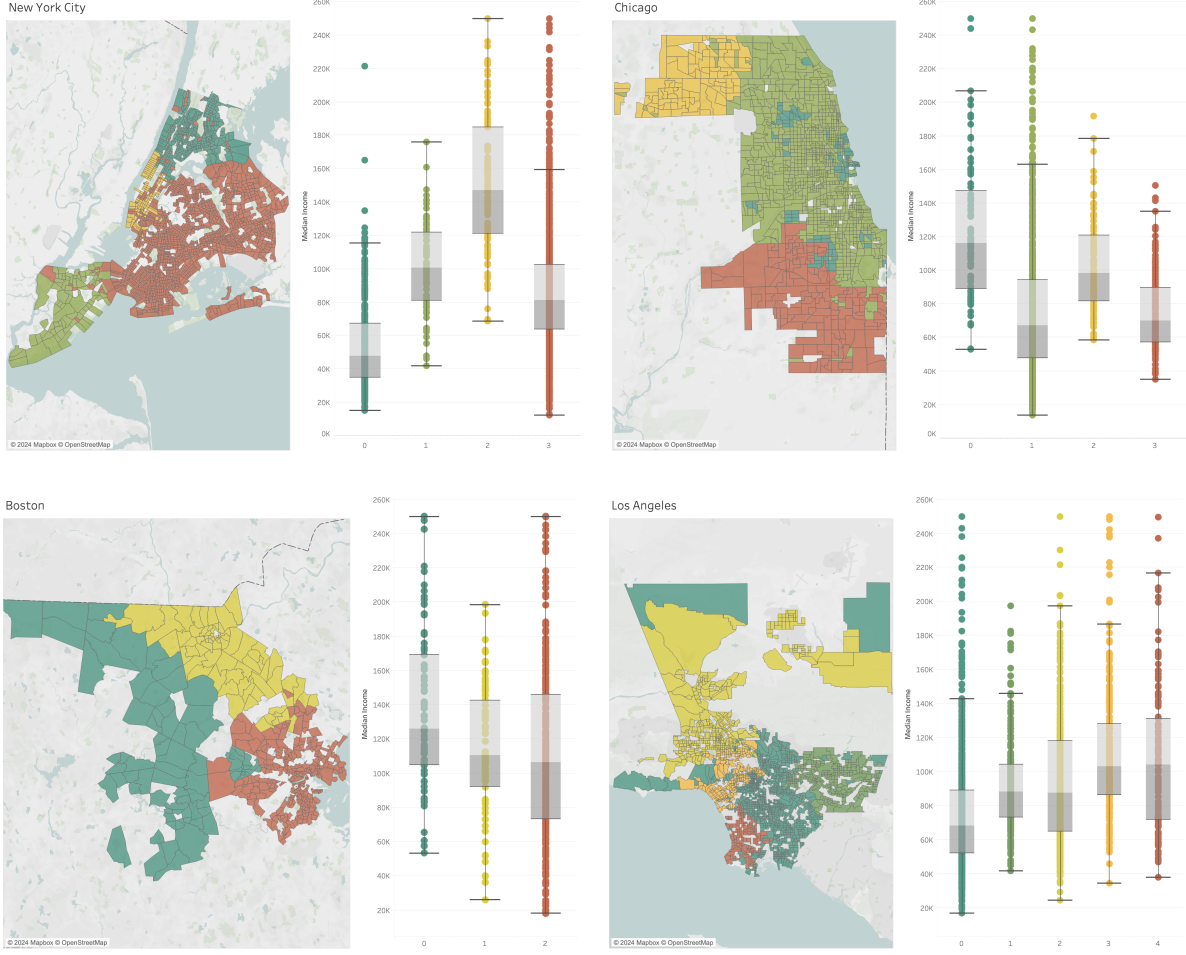 New York City
260K
240K
220K
200K
180K
160K
140K
120K
100K
80K
60K
40K
20K
0K
Median Income
0 1 2 3
© 2024 Mapbox © OpenStreetMap
Chicago
260K
240K
220K
200K
180K
160K
140K
120K
100K
80K
60K
40K
20K
0K
Median Income
0 1 2 3
© 2024 Mapbox © OpenStreetMap
Boston
260K
240K
220K
200K
180K
160K
140K
120K
100K
80K
60K
40K
20K
Median Income
0 1 2
© 2024 Mapbox © OpenStreetMap
Los Angeles
260K
240K
220K
200K
180K
160K
140K
120K
100K
80K
60K
40K
20K
Median Income
0 1 2 3 4
© 2024 Mapbox © OpenStreetMap